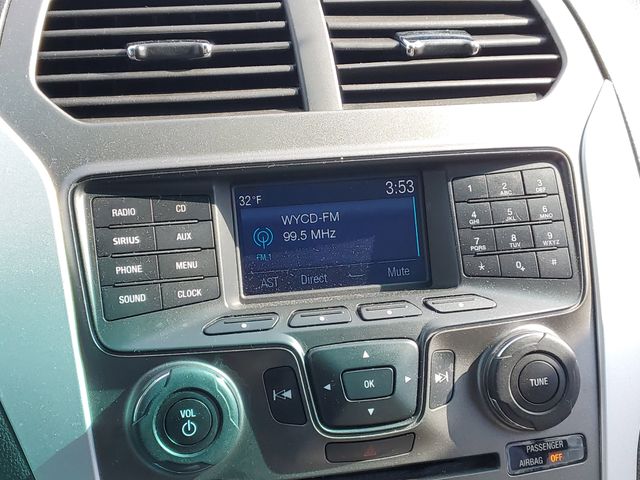 32°F 3:53
WYCD-FM
99.5 MHz
FM1
AST Direct Mute
RADIO CD
SIRIUS AUX
PHONE MENU
SOUND CLOCK
1 2 ABC 3 DEF
4 GHI 5 JKL 6 MNO
7 PQRS 8 TUV 9 WXYZ
* 0+ #
OK
VOL
TUNE
PASSENGER
AIRBAG OFF